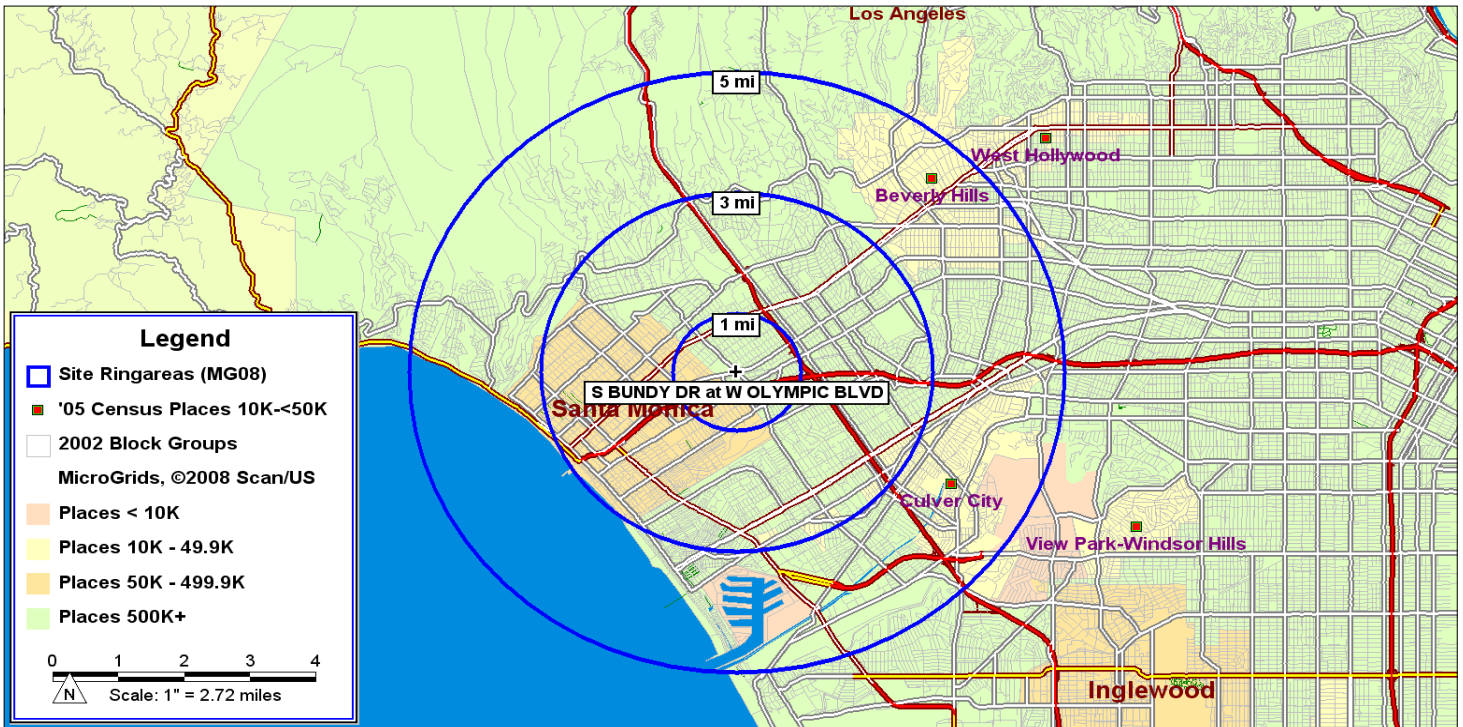 Los Angeles
5 mi
West Hollywood
Beverly Hills
3 mi
1 mi
S BUNDY DR at W OLYMPIC BLVD
Santa Monica
Culver City
View Park-Windsor Hills
Inglewood
Legend
Site Ringareas (MG08)
'05 Census Places 10K-<50K
2002 Block Groups
MicroGrids, ©2008 Scan/US
Places < 10K
Places 10K - 49.9K
Places 50K - 499.9K
Places 500K+
0 1 2 3 4
N Scale: 1" = 2.72 miles